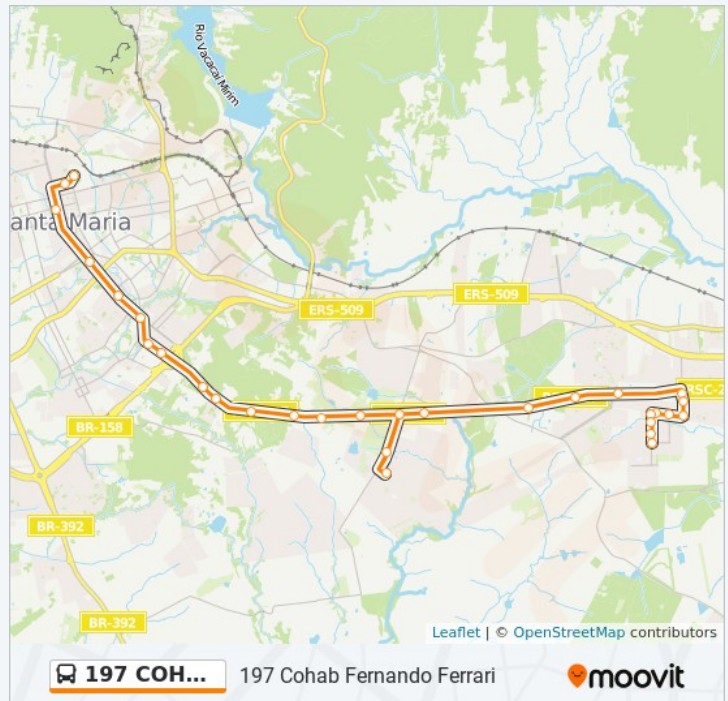 Rio Vacacaí Mirim
anta Maria
ERS-509
ERS-509
RSC-2
BR-158
BR-392
BR-392
Leaflet | © OpenStreetMap contributors
197 COH...
197 Cohab Fernando Ferrari
moovit